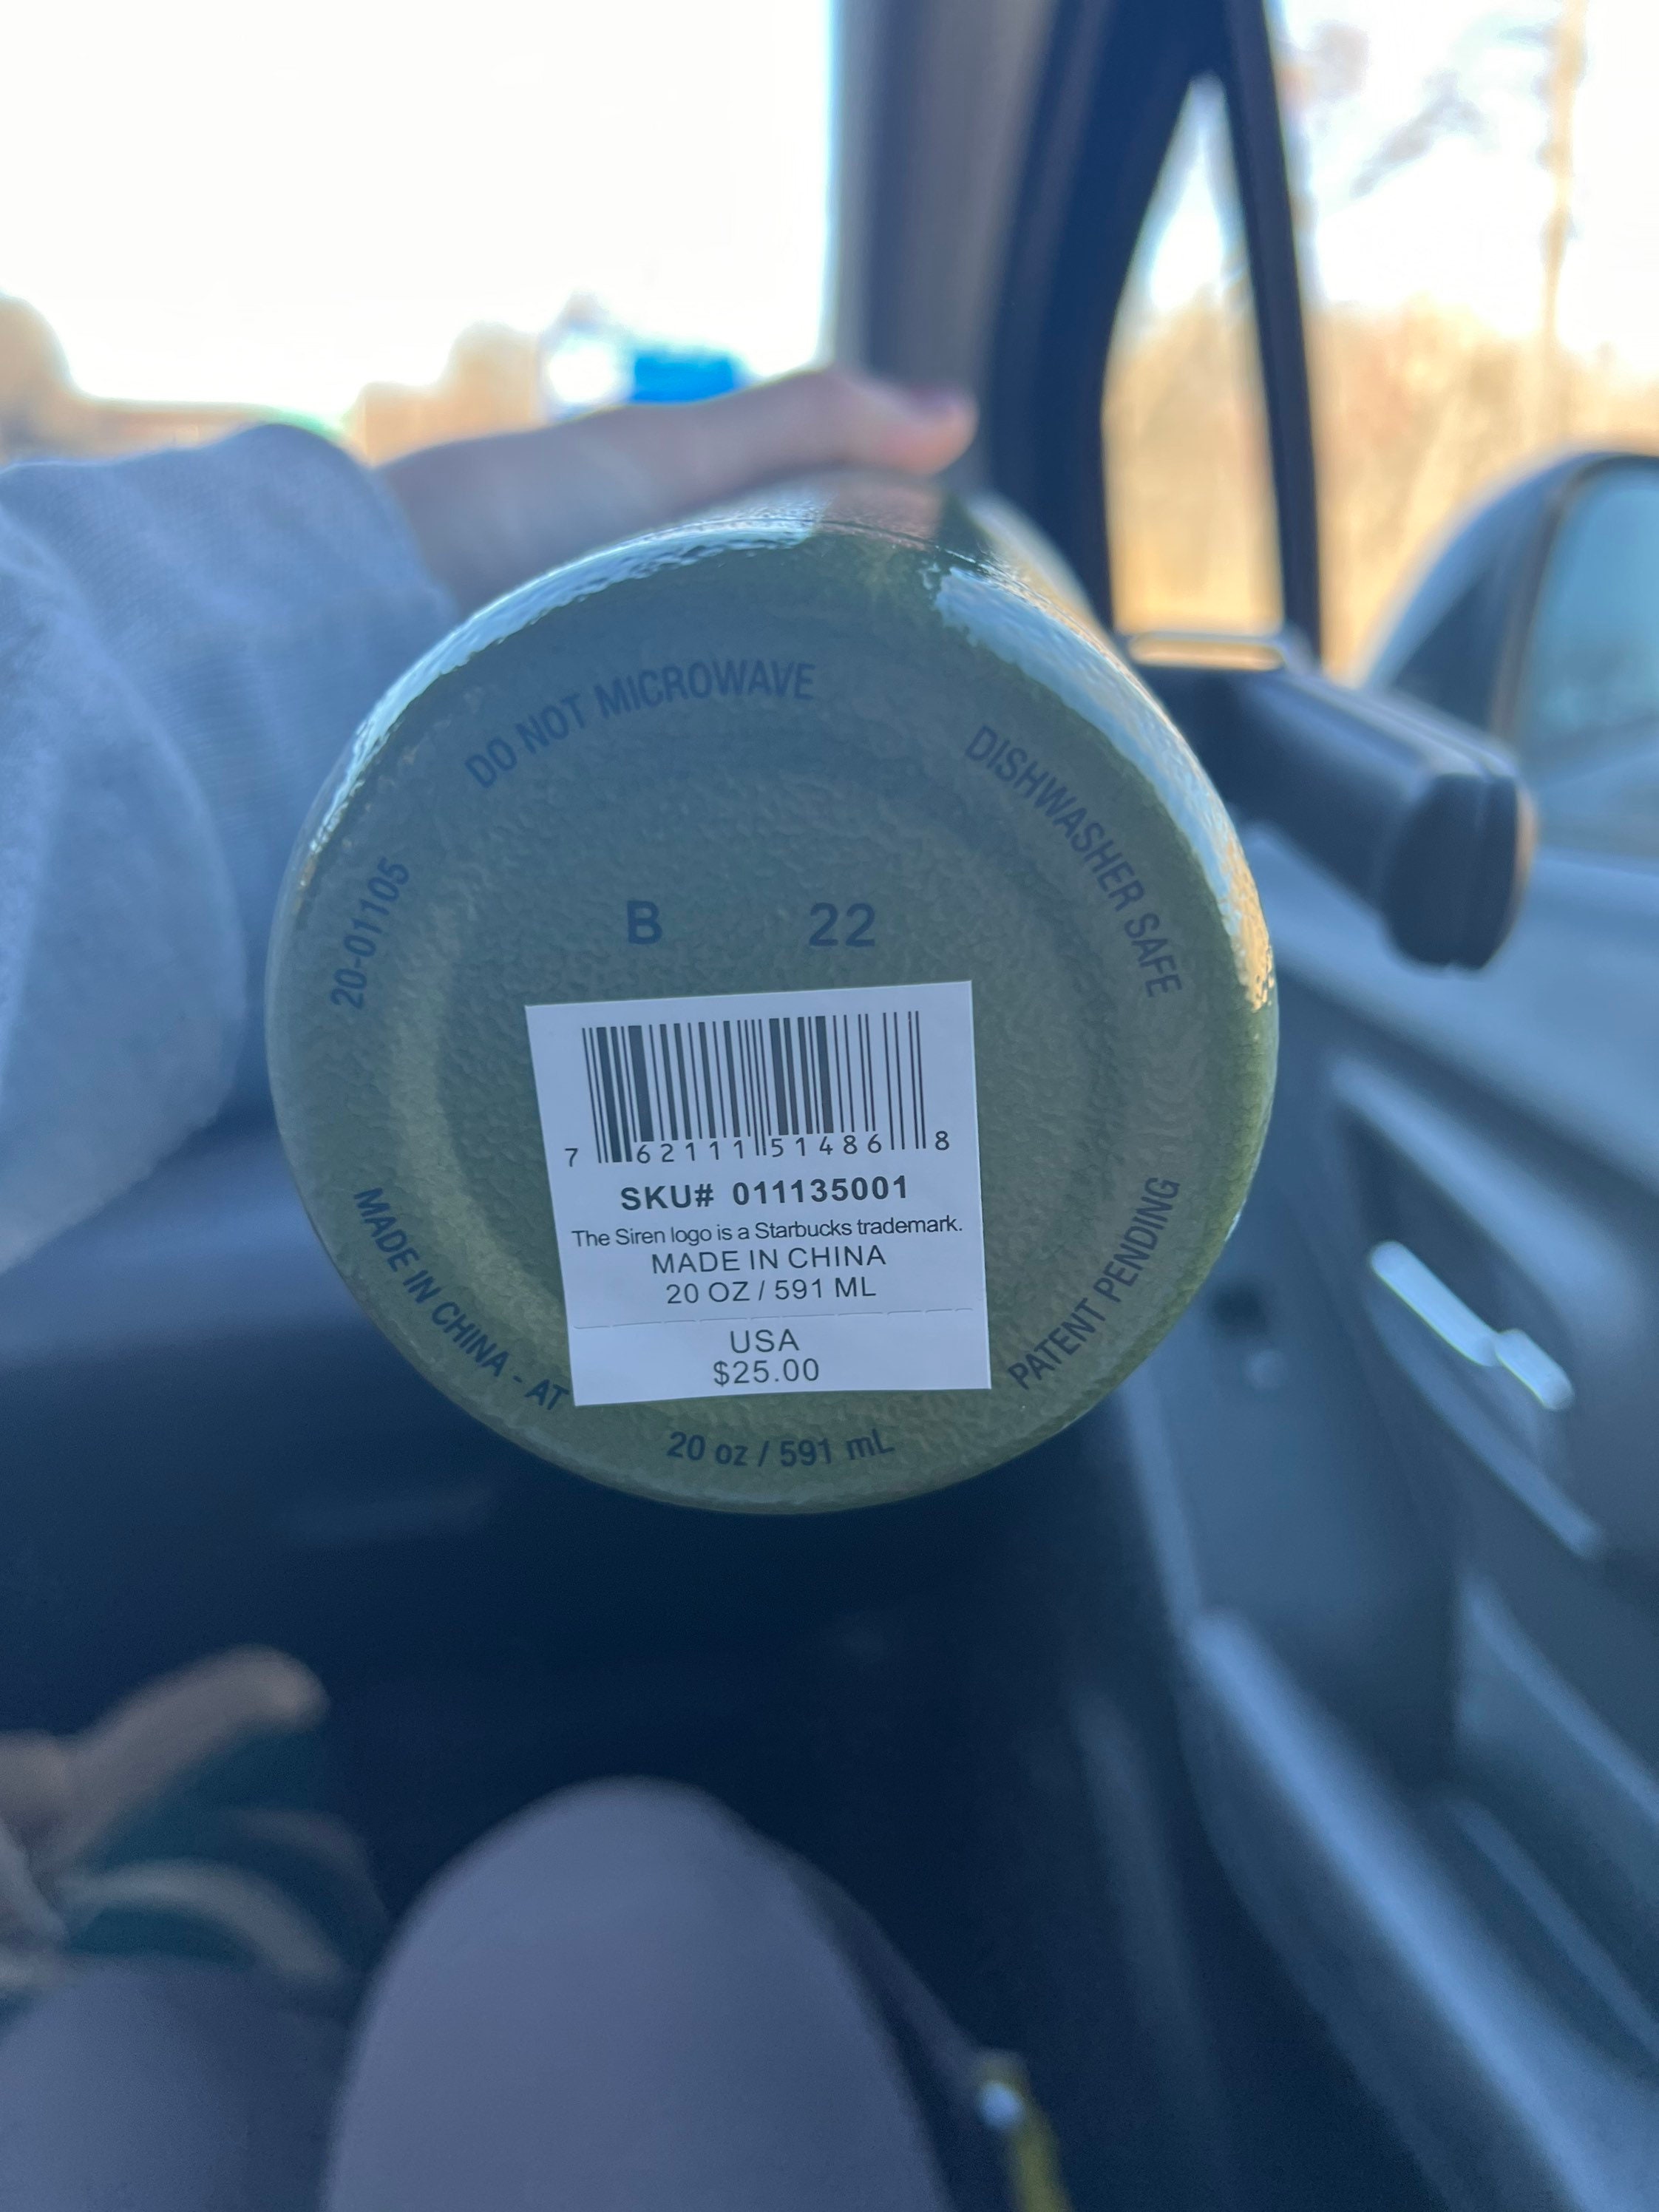 DO NOT MICROWAVE
DISHWASHER SAFE
20-01105
B 22
7 62111 51486 8
SKU# 011135001
The Siren logo is a Starbucks trademark.
MADE IN CHINA
20 OZ / 591 ML
USA
$25.00
MADE IN CHINA - AT
PATENT PENDING
20 oz / 591 mL